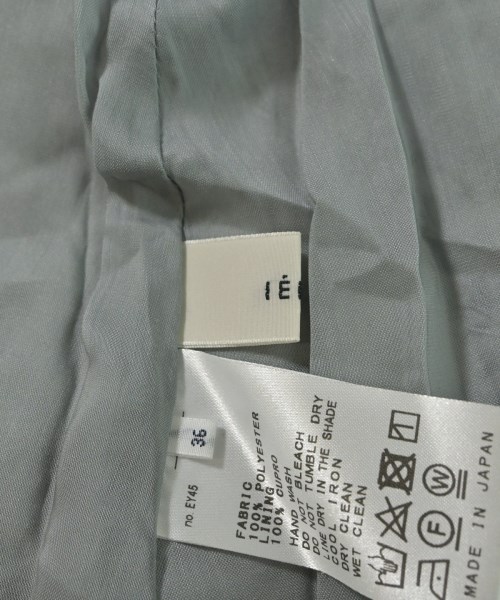 m.
36
no. EY45
FABRIC
100% POLYESTER
LINING
100% CUPRO
HAND WASH
DO NOT BLEACH
DO NOT TUMBLE DRY
LINE DRY IN THE SHADE
COOL IRON
DRY CLEAN
WET CLEAN
F
W
MADE IN JAPAN